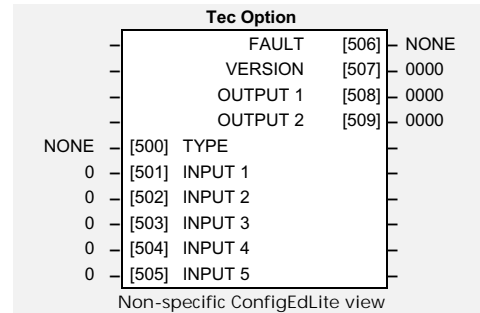 Tec Option
FAULT [506] – NONE
VERSION [507] – 0000
OUTPUT 1 [508] – 0000
OUTPUT 2 [509] – 0000
NONE – [500] TYPE
0 – [501] INPUT 1
0 – [502] INPUT 2
0 – [503] INPUT 3
0 – [504] INPUT 4
0 – [505] INPUT 5
Non-specific ConfigEdLite view